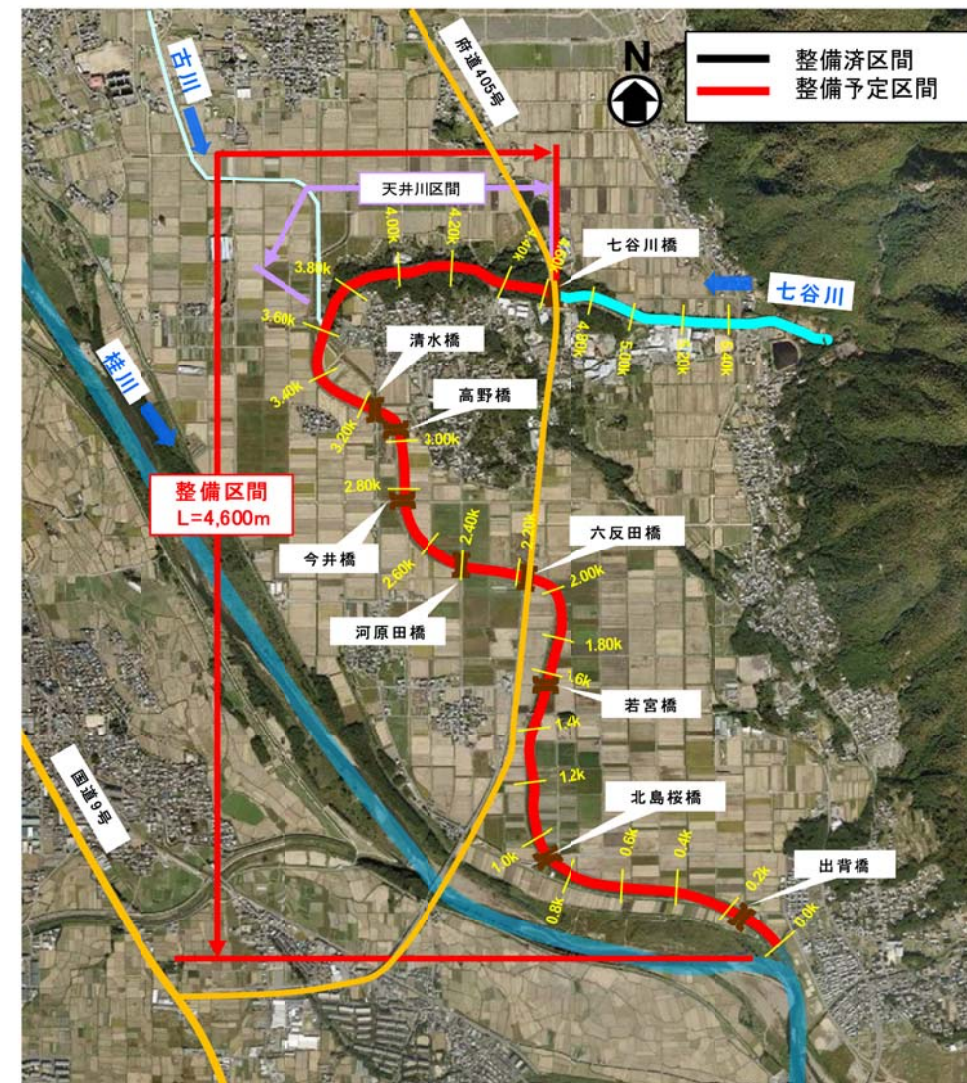 古川
府道405号
N
整備済区間
整備予定区間
天井川区間
4.00k
4.20k
4.40k
4.60k
七谷川橋
七谷川
3.80k
4.80k
5.00k
5.20k
5.40k
3.60k
清水橋
3.40k
高野橋
桂川
3.20k
3.00k
2.80k
整備区間
L=4,600m
今井橋
2.60k
2.40k
2.20k
六反田橋
2.00k
河原田橋
1.80k
1.6k
若宮橋
1.4k
国道9号
1.2k
北島桜橋
1.0k
0.8k
0.6k
0.4k
0.2k
出背橋
0.0k